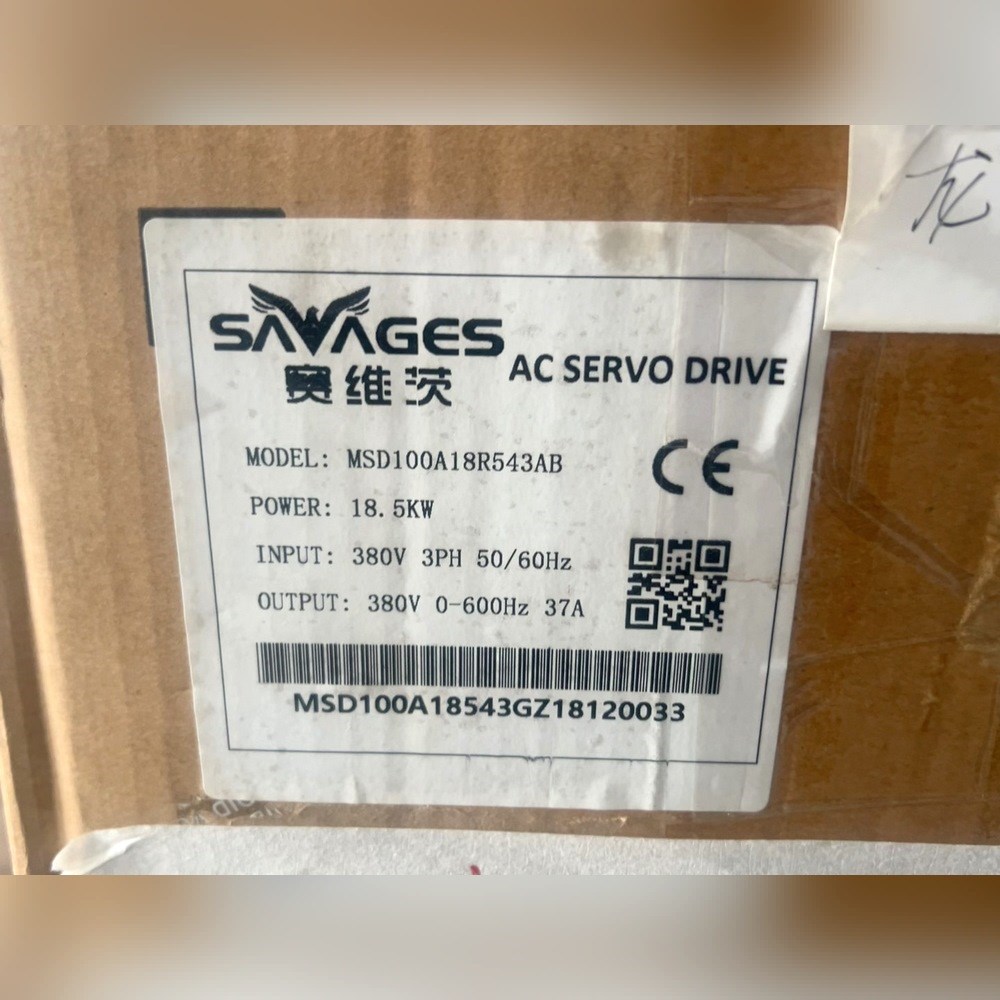 SAVAGES
赛维茨
AC SERVO DRIVE
MODEL: MSD100A18R543AB
POWER: 18.5KW
INPUT: 380V 3PH 50/60Hz
OUTPUT: 380V 0-600Hz 37A
CE
MSD100A18543GZ18120033
龙